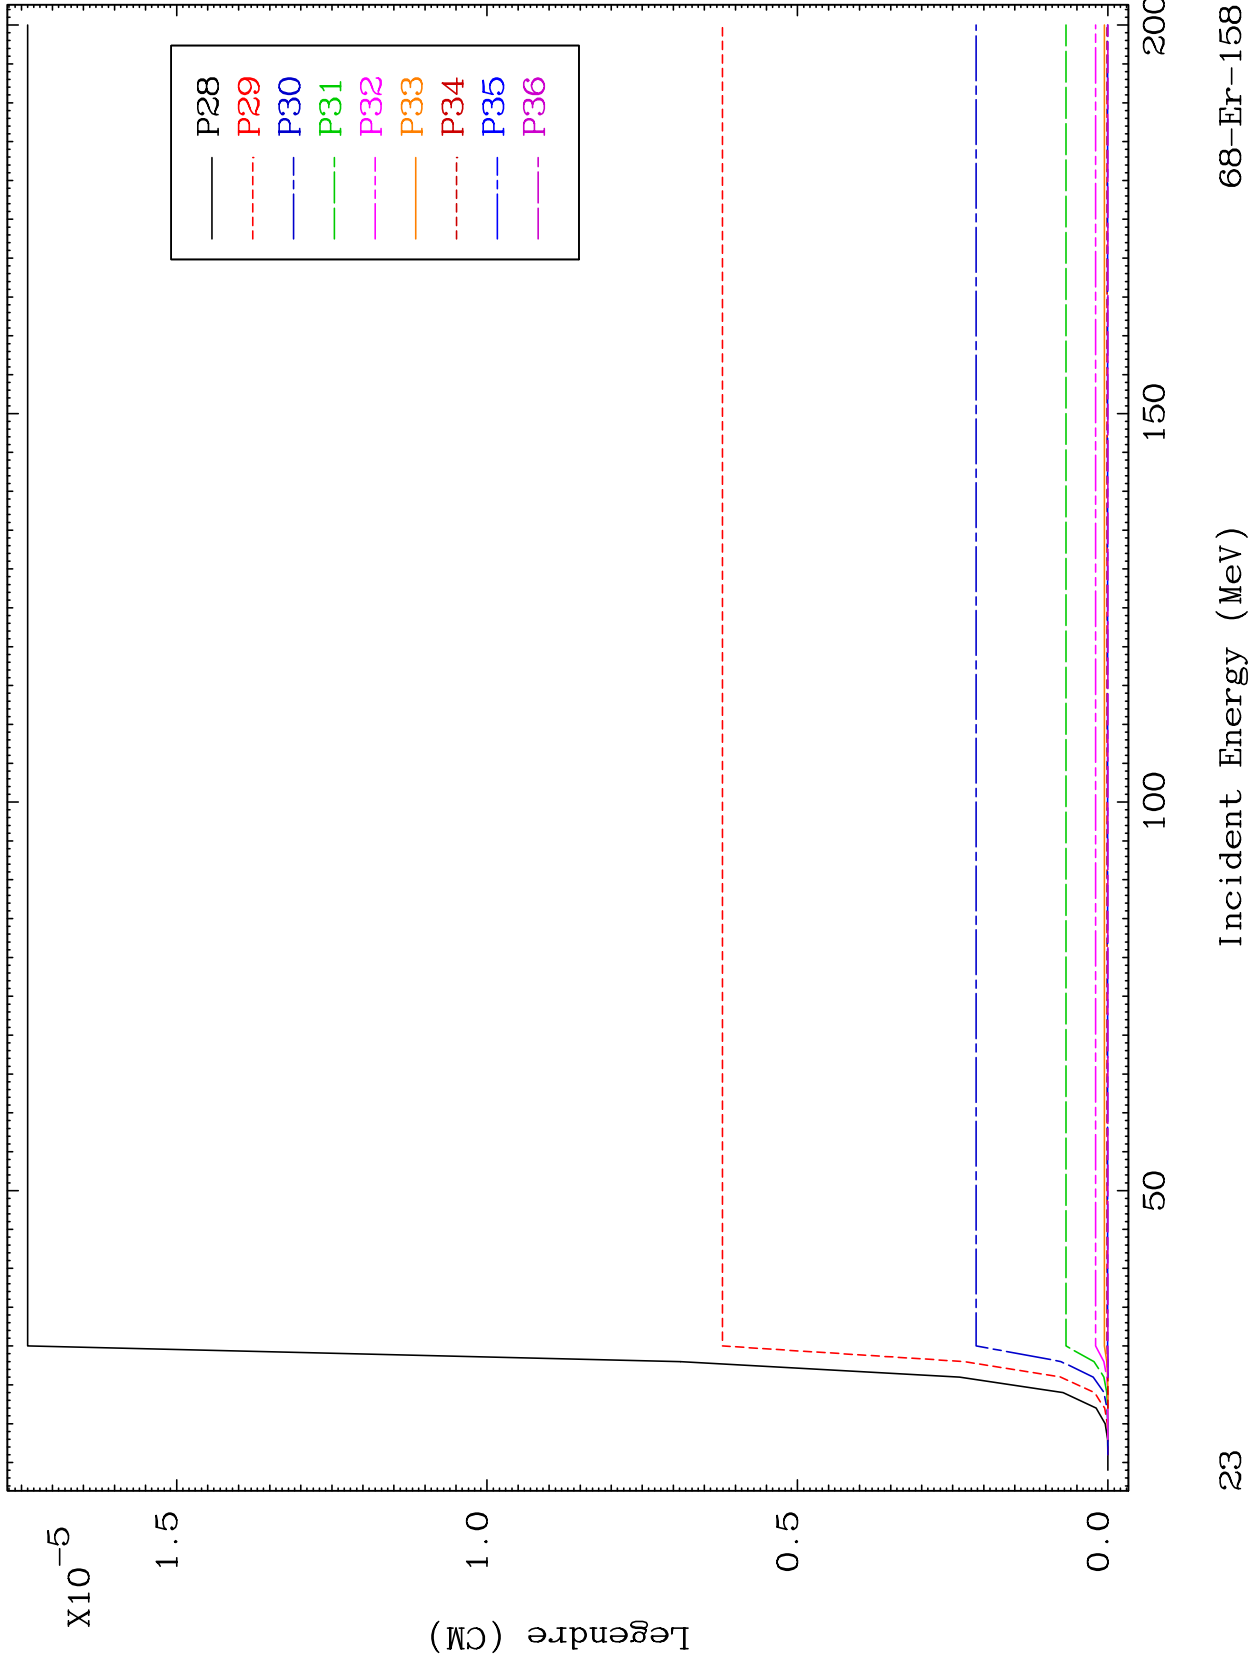 X10-5
1.5
1.0
0.5
0.0
Legendre (CM)
P28
P29
P30
P31
P32
P33
P34
P35
P36
50
100
150
200
Incident Energy (MeV)
23
68-Er-158